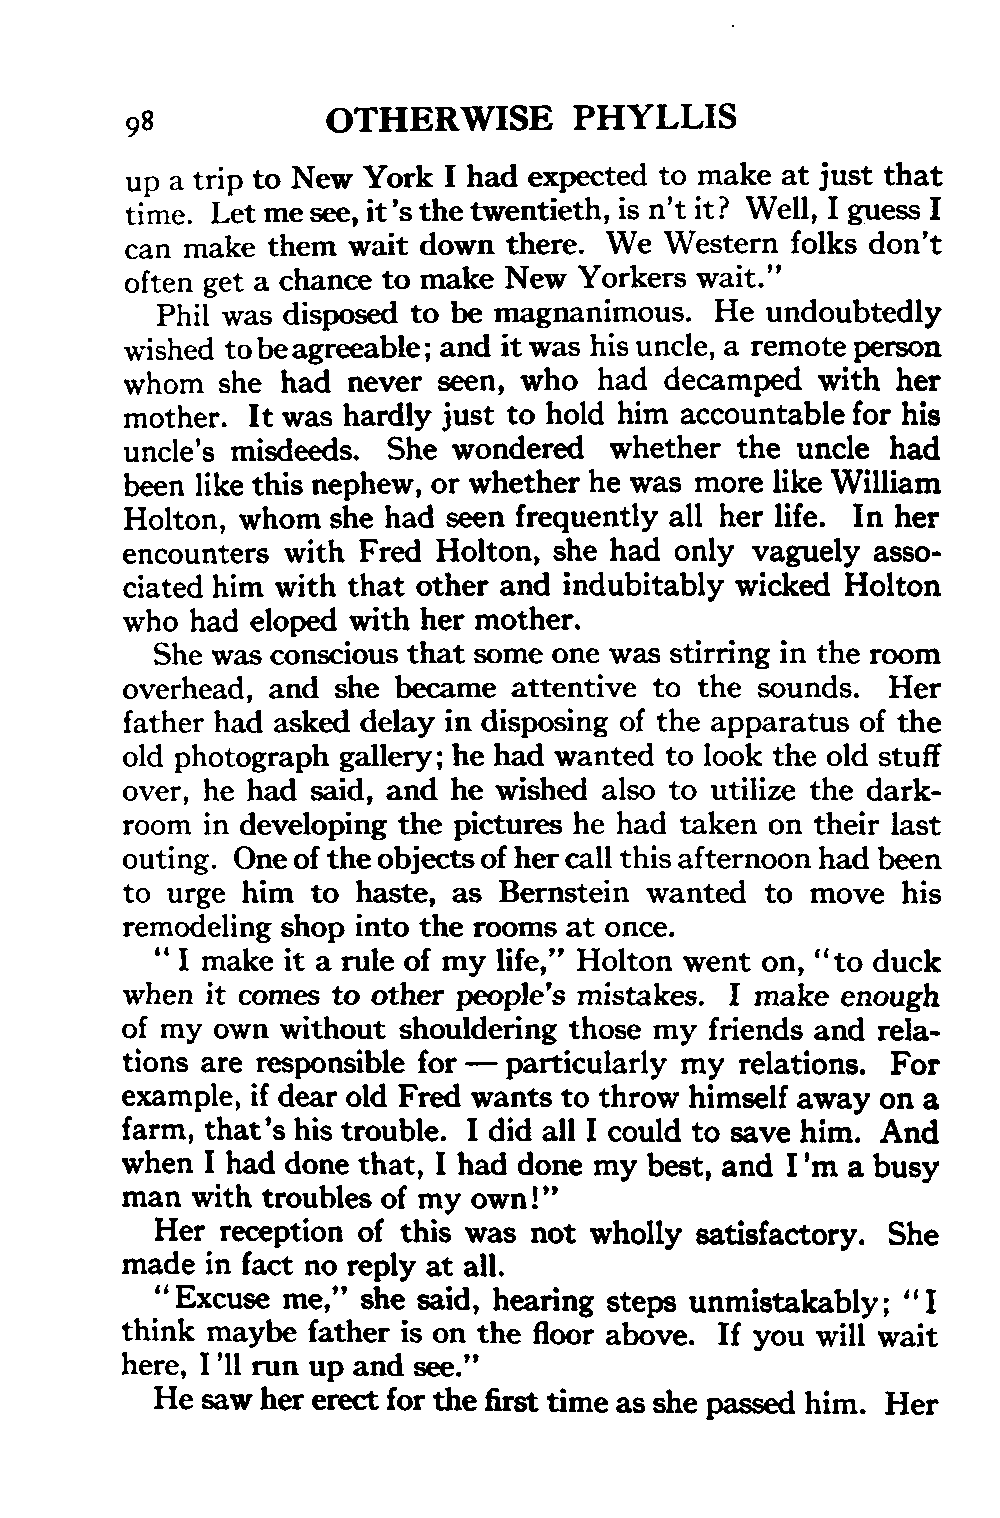 98 OTHERWISE PHYLLIS
up a trip to New York I had expected to make at just that
time. Let me see, it's the twentieth, is n't it? Well, I guess I
can make them wait down there. We Western folks don't
often get a chance to make New Yorkers wait."
Phil was disposed to be magnanimous. He undoubtedly
wished to be agreeable; and it was his uncle, a remote person
whom she had never seen, who had decamped with her
mother. It was hardly just to hold him accountable for his
uncle's misdeeds. She wondered whether the uncle had
been like this nephew, or whether he was more like William
Holton, whom she had seen frequently all her life. In her
encounters with Fred Holton, she had only vaguely asso-
ciated him with that other and indubitably wicked Holton
who had eloped with her mother.
She was conscious that some one was stirring in the room
overhead, and she became attentive to the sounds. Her
father had asked delay in disposing of the apparatus of the
old photograph gallery; he had wanted to look the old stuff
over, he had said, and he wished also to utilize the dark-
room in developing the pictures he had taken on their last
outing. One of the objects of her call this afternoon had been
to urge him to haste, as Bernstein wanted to move his
remodeling shop into the rooms at once.
"I make it a rule of my life," Holton went on, "to duck
when it comes to other people's mistakes. I make enough
of my own without shouldering those my friends and rela-
tions are responsible for — particularly my relations. For
example, if dear old Fred wants to throw himself away on a
farm, that's his trouble. I did all I could to save him. And
when I had done that, I had done my best, and I'm a busy
man with troubles of my own!"
Her reception of this was not wholly satisfactory. She
made in fact no reply at all.
"Excuse me," she said, hearing steps unmistakably; "I
think maybe father is on the floor above. If you will wait
here, I'll run up and see."
He saw her erect for the first time as she passed him. Her